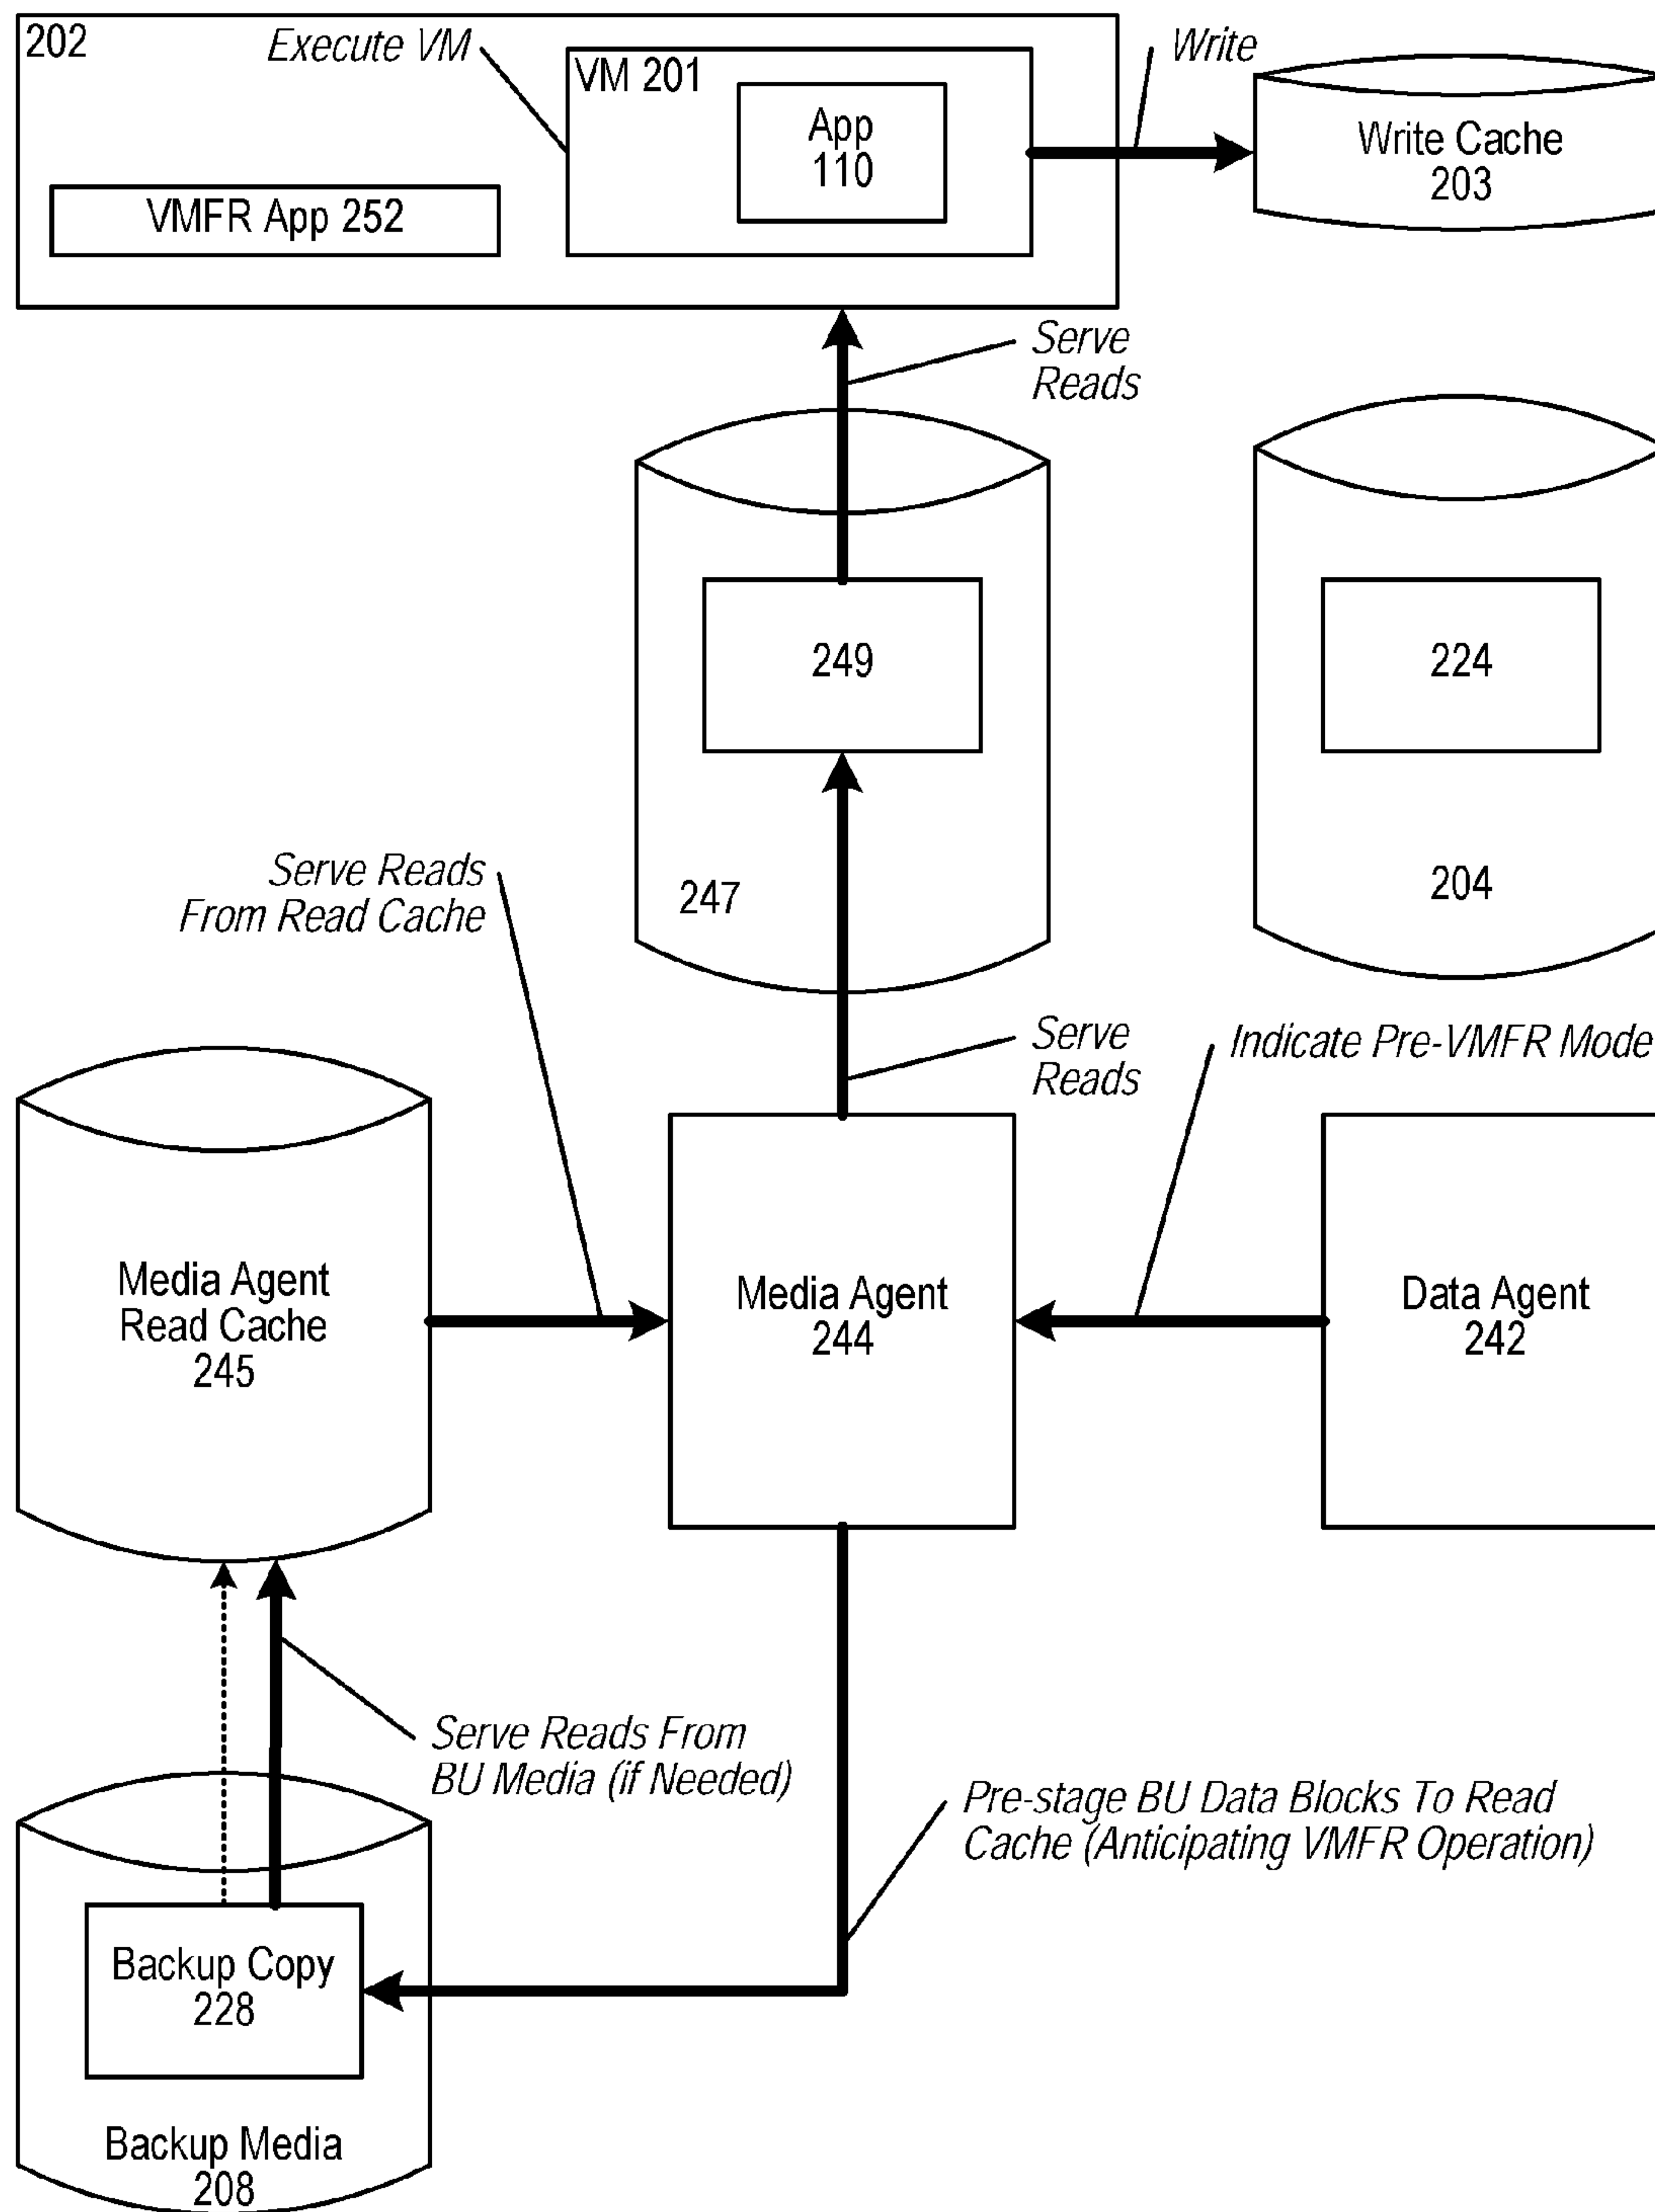 202
Execute VM
VM 201
App
110
VMFR App 252
Write
Write Cache
203
Serve
Reads
249
247
224
204
Serve Reads
From Read Cache
Serve
Reads
Indicate Pre-VMFR Mode
Media Agent
Read Cache
245
Media Agent
244
Data Agent
242
Serve Reads From
BU Media (if Needed)
Pre-stage BU Data Blocks To Read
Cache (Anticipating VMFR Operation)
Backup Copy
228
Backup Media
208